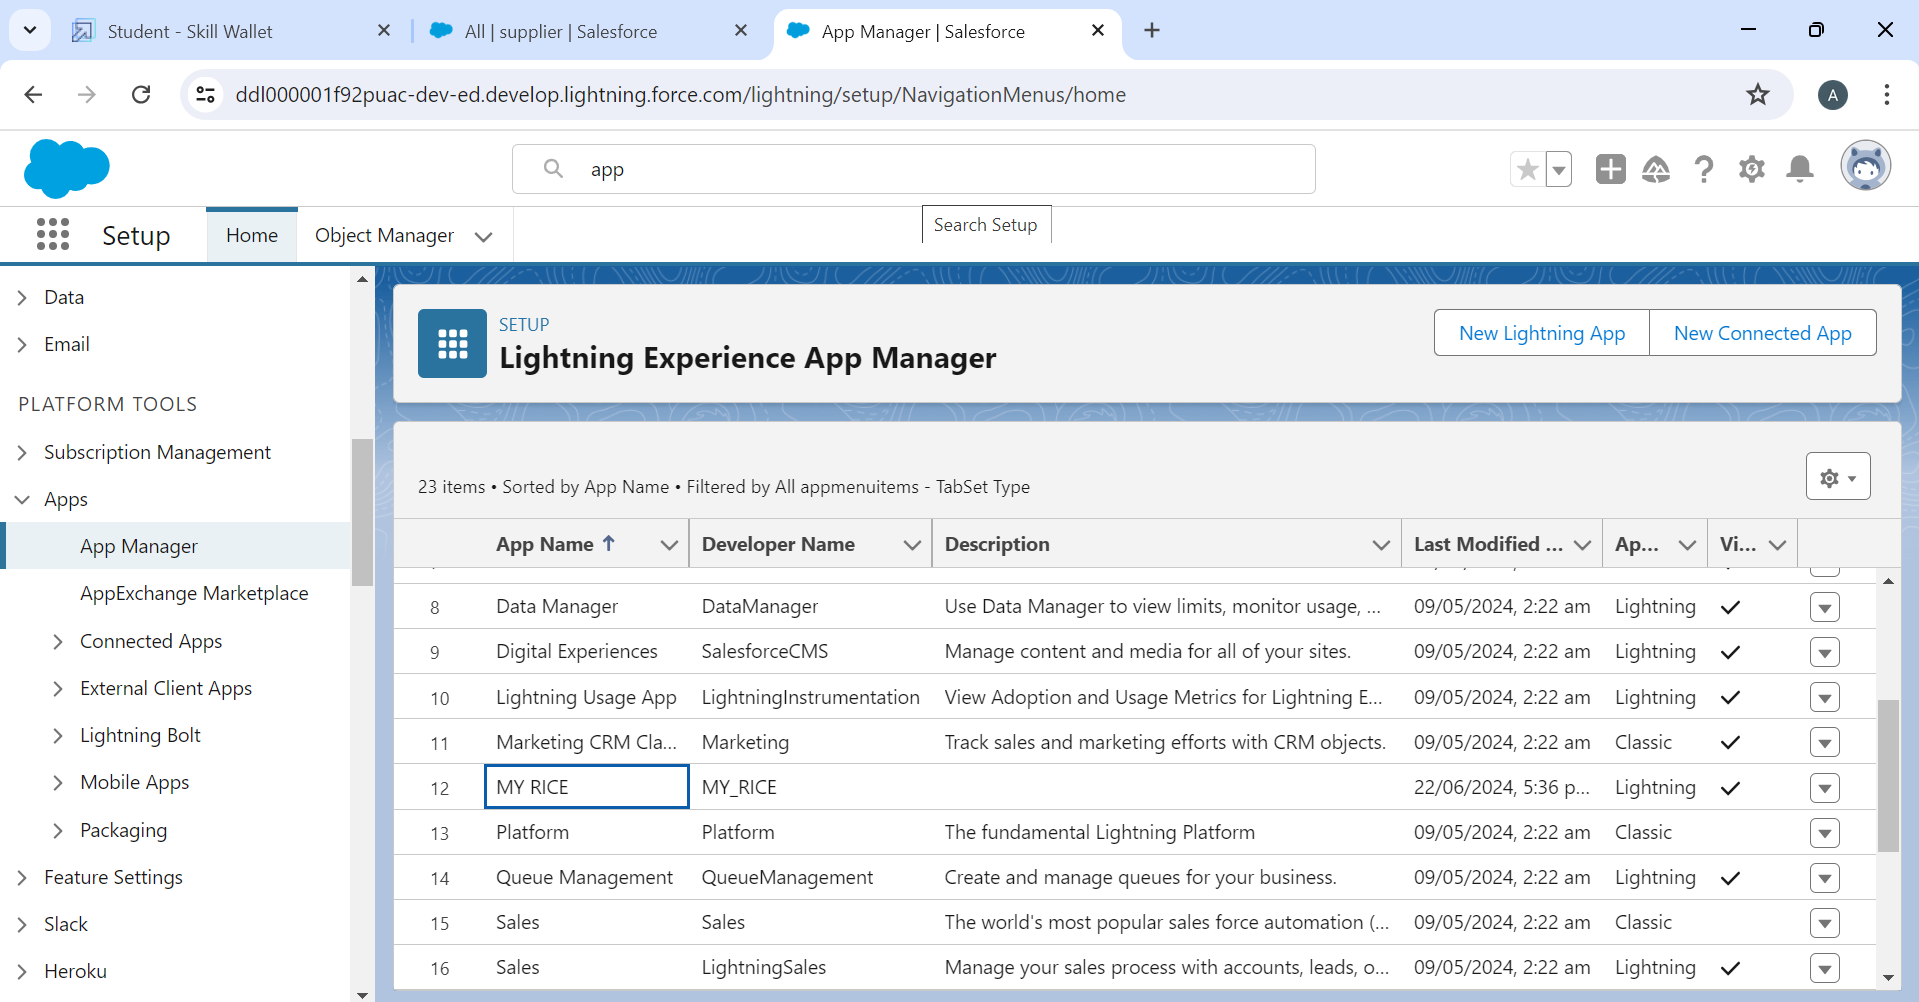 Student - Skill Wallet
All | supplier | Salesforce
App Manager | Salesforce
ddl000001f92puac-dev-ed.develop.lightning.force.com/lightning/setup/NavigationMenus/home
A
app
Setup
Home
Object Manager
Search Setup
Data
Email
PLATFORM TOOLS
Subscription Management
Apps
App Manager
AppExchange Marketplace
Connected Apps
External Client Apps
Lightning Bolt
Mobile Apps
Packaging
Feature Settings
Slack
Heroku
SETUP
Lightning Experience App Manager
New Lightning App
New Connected App
23 items • Sorted by App Name • Filtered by All appmenuitems - TabSet Type
App Name Developer Name Description Last Modified ... Ap... Vi...
8 Data Manager DataManager Use Data Manager to view limits, monitor usage, ... 09/05/2024, 2:22 am Lightning
9 Digital Experiences SalesforceCMS Manage content and media for all of your sites. 09/05/2024, 2:22 am Lightning
10 Lightning Usage App LightningInstrumentation View Adoption and Usage Metrics for Lightning E... 09/05/2024, 2:22 am Lightning
11 Marketing CRM Cla... Marketing Track sales and marketing efforts with CRM objects. 09/05/2024, 2:22 am Classic
12 MY RICE MY_RICE 22/06/2024, 5:36 p... Lightning
13 Platform Platform The fundamental Lightning Platform 09/05/2024, 2:22 am Classic
14 Queue Management QueueManagement Create and manage queues for your business. 09/05/2024, 2:22 am Lightning
15 Sales Sales The world's most popular sales force automation (... 09/05/2024, 2:22 am Classic
16 Sales LightningSales Manage your sales process with accounts, leads, o... 09/05/2024, 2:22 am Lightning